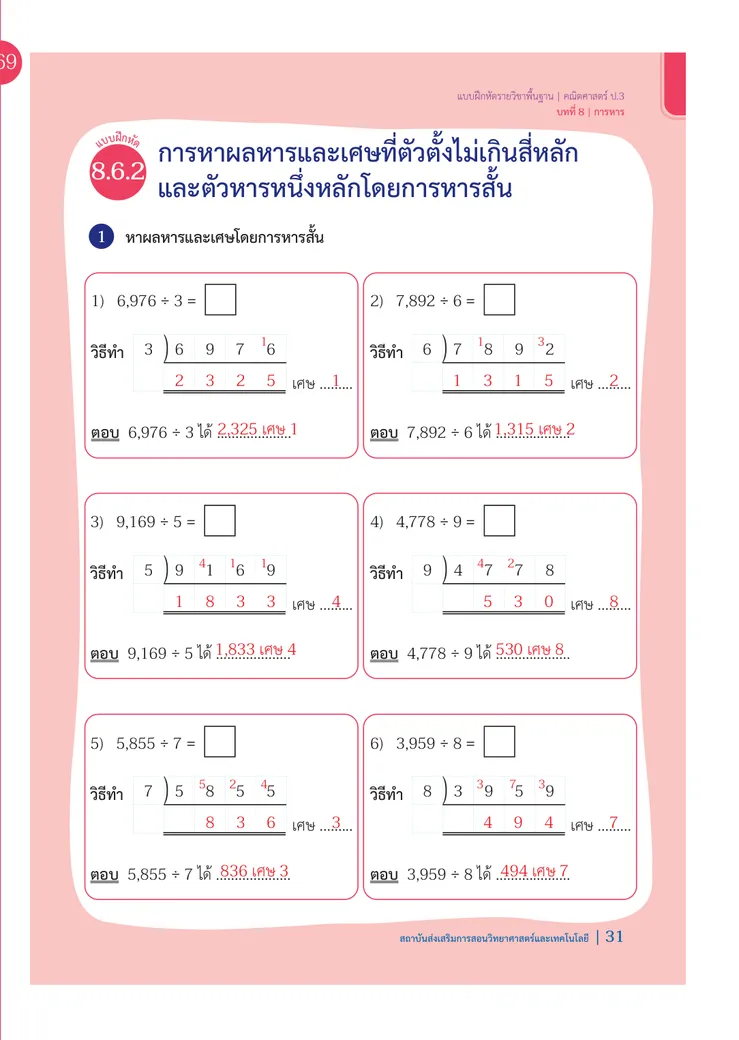 69
แบบฝึกหัดรายวิชาพื้นฐาน | คณิตศาสตร์ ป.3
บทที่ 8 | การหาร
แบบฝึกหัด
8.6.2
การหาผลหารและเศษที่ตัวตั้งไม่เกินสี่หลัก
และตัวหารหนึ่งหลักโดยการหารสั้น
1 หาผลหารและเศษโดยการหารสั้น
1) 6,976 ÷ 3 =
วิธีทำ 3 ) 6 9 7 ¹6
2 3 2 5 เศษ ....1....
ตอบ 6,976 ÷ 3 ได้ 2,325 เศษ 1
2) 7,892 ÷ 6 =
วิธีทำ 6 ) 7 ¹8 9 ³2
1 3 1 5 เศษ ....2....
ตอบ 7,892 ÷ 6 ได้ 1,315 เศษ 2
3) 9,169 ÷ 5 =
วิธีทำ 5 ) 9 ⁴1 ¹6 ¹9
1 8 3 3 เศษ ....4....
ตอบ 9,169 ÷ 5 ได้ 1,833 เศษ 4
4) 4,778 ÷ 9 =
วิธีทำ 9 ) 4 ⁴7 ²7 8
5 3 0 เศษ ....8....
ตอบ 4,778 ÷ 9 ได้ 530 เศษ 8
5) 5,855 ÷ 7 =
วิธีทำ 7 ) 5 ⁵8 ²5 ⁴5
8 3 6 เศษ ....3....
ตอบ 5,855 ÷ 7 ได้ 836 เศษ 3
6) 3,959 ÷ 8 =
วิธีทำ 8 ) 3 ³9 ⁷5 ³9
4 9 4 เศษ ....7....
ตอบ 3,959 ÷ 8 ได้ 494 เศษ 7
สถาบันส่งเสริมการสอนวิทยาศาสตร์และเทคโนโลยี | 31